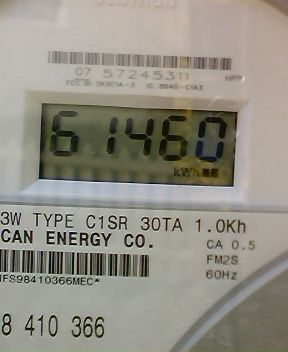 07 57245311
61460
kWh
3W TYPE C1SR 30TA 1.0Kh
CAN ENERGY CO.
CA 0.5
FM2S
60Hz
IFS98410366MEC*
8 410 366